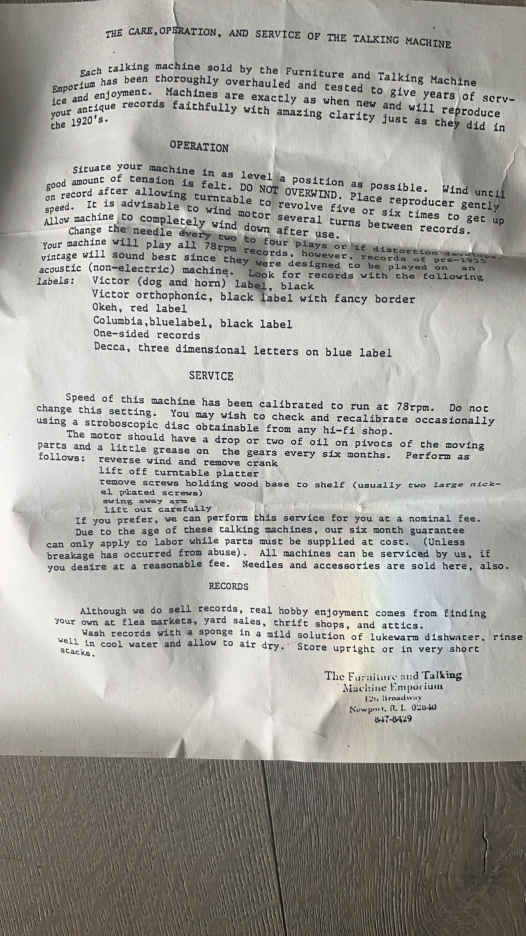 THE CARE,OPERATION, AND SERVICE OF THE TALKING MACHINE
Each talking machine sold by the Furniture and Talking Machine
Emporium has been thoroughly overhauled and tested to give years of serv-
ice and enjoyment. Machines are exactly as when new and will reproduce
your antique records faithfully with amazing clarity just as they did in
the 1920's.
OPERATION
Situate your machine in as level a position as possible. Wind until
good amount of tension is felt. DO NOT OVERWIND. Place reproducer gently
on record after allowing turntable to revolve five or six times to get up
speed. It is advisable to wind motor several turns between records.
Allow machine to completely wind down after use.
Change the needle every two to four plays or if distortion
Your machine will play all 78rpm records, however, records of pre-1935
vintage will sound best since they were designed to be played on an
acoustic (non-electric) machine. Look for records with the following
labels: Victor (dog and horn) label, black
Victor orthophonic, black label with fancy border
Okeh, red label
Columbia,bluelabel, black label
One-sided records
Decca, three dimensional letters on blue label
SERVICE
Speed of this machine has been calibrated to run at 78rpm. Do not
change this setting. You may wish to check and recalibrate occasionally
using a stroboscopic disc obtainable from any hi-fi shop.
The motor should have a drop or two of oil on pivots of the moving
parts and a little grease on the gears every six months. Perform as
follows: reverse wind and remove crank
lift off turntable platter
remove screws holding wood base to shelf (usually two large nick-
el plated screws)
swing away arm
Lift out carefully
If you prefer, we can perform this service for you at a nominal fee.
Due to the age of these talking machines, our six month guarantee
can only apply to labor while parts must be supplied at cost. (Unless
breakage has occurred from abuse). All machines can be serviced by us, if
you desire at a reasonable fee. Needles and accessories are sold here, also.
RECORDS
Although we do sell records, real hobby enjoyment comes from finding
your own at flea markets, yard sales, thrift shops, and attics.
Wash records with a sponge in a mild solution of lukewarm dishwater, rinse
well in cool water and allow to air dry. Store upright or in very short
stacks.
The Furniture and Talking
Machine Emporium
126 Broadway
Newport, R. I. 02840
847-8429